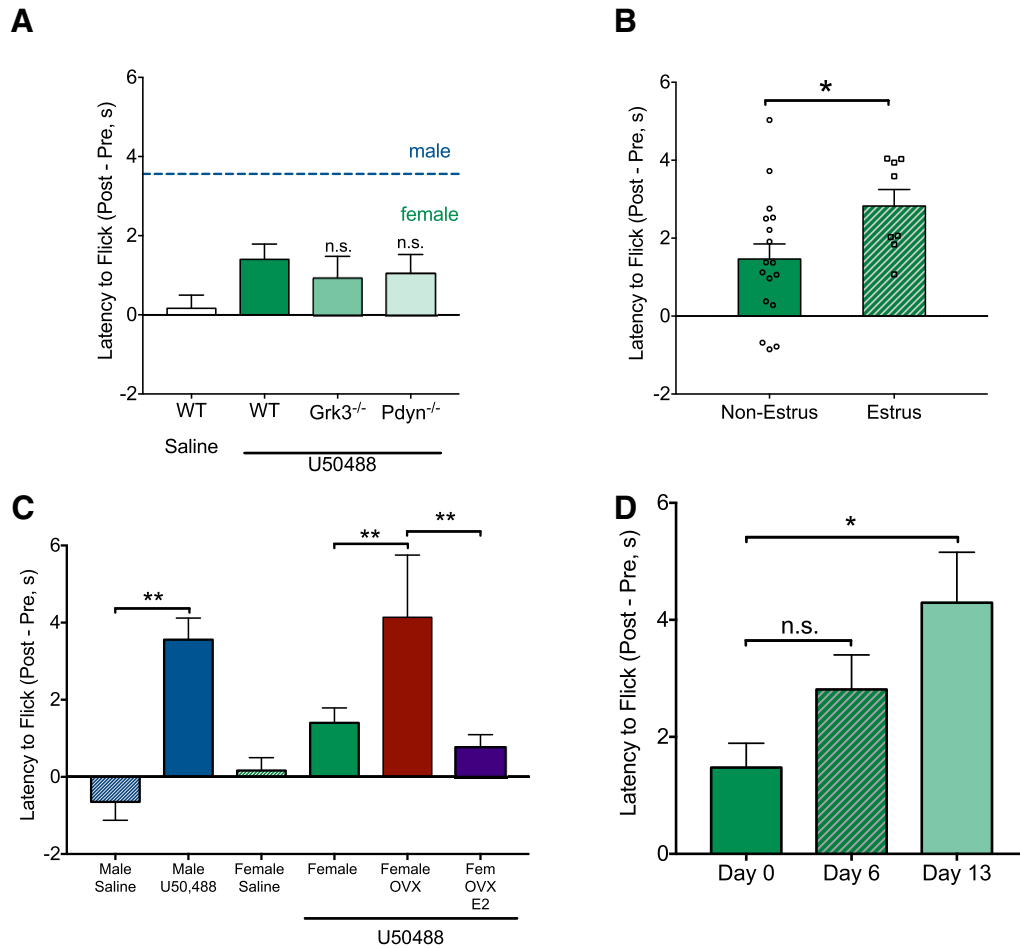 A
Latency to Flick (Post - Pre, s)
6
4
2
0
-2
male
female
n.s.
n.s.
WT
WT
Grk3-/-
Pdyn-/-
Saline
U50488
B
Latency to Flick (Post - Pre, s)
6
4
2
0
-2
*
Non-Estrus
Estrus
C
Latency to Flick (Post - Pre, s)
6
4
2
0
-2
**
**
**
Male
Saline
Male
U50,488
Female
Saline
Female
Female
OVX
Fem
OVX
E2
U50488
D
Latency to Flick (Post - Pre, s)
6
4
2
0
n.s.
*
Day 0
Day 6
Day 13